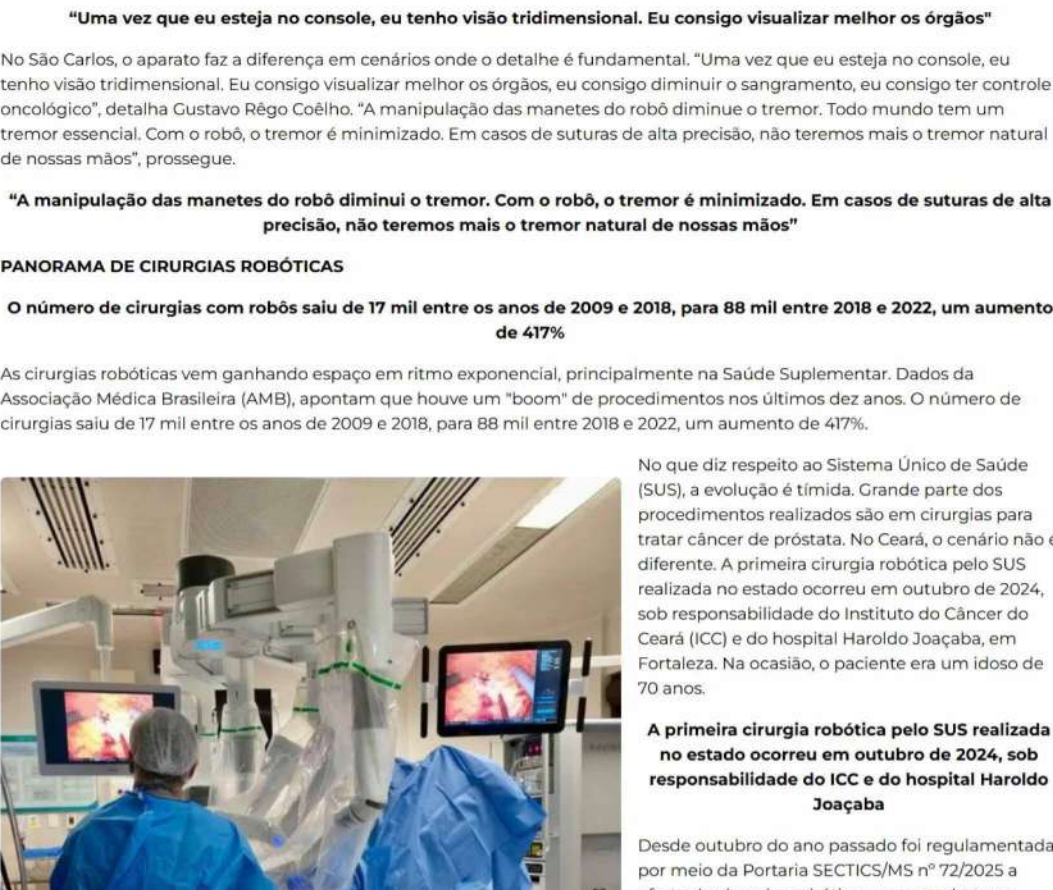 “Uma vez que eu esteja no console, eu tenho visão tridimensional. Eu consigo visualizar melhor os órgãos"
No São Carlos, o aparato faz a diferença em cenários onde o detalhe é fundamental. “Uma vez que eu esteja no console, eu
tenho visão tridimensional. Eu consigo visualizar melhor os órgãos, eu consigo diminuir o sangramento, eu consigo ter controle
oncológico”, detalha Gustavo Rêgo Coêlho. “A manipulação das manetes do robô diminue o tremor. Todo mundo tem um
tremor essencial. Com o robô, o tremor é minimizado. Em casos de suturas de alta precisão, não teremos mais o tremor natural
de nossas mãos”, prossegue.
“A manipulação das manetes do robô diminui o tremor. Com o robô, o tremor é minimizado. Em casos de suturas de alta
precisão, não teremos mais o tremor natural de nossas mãos”
PANORAMA DE CIRURGIAS ROBÓTICAS
O número de cirurgias com robôs saiu de 17 mil entre os anos de 2009 e 2018, para 88 mil entre 2018 e 2022, um aumento
de 417%
As cirurgias robóticas vem ganhando espaço em ritmo exponencial, principalmente na Saúde Suplementar. Dados da
Associação Médica Brasileira (AMB), apontam que houve um "boom" de procedimentos nos últimos dez anos. O número de
cirurgias saiu de 17 mil entre os anos de 2009 e 2018, para 88 mil entre 2018 e 2022, um aumento de 417%.
No que diz respeito ao Sistema Único de Saúde
(SUS), a evolução é tímida. Grande parte dos
procedimentos realizados são em cirurgias para
tratar câncer de próstata. No Ceará, o cenário não é
diferente. A primeira cirurgia robótica pelo SUS
realizada no estado ocorreu em outubro de 2024,
sob responsabilidade do Instituto do Câncer do
Ceará (ICC) e do hospital Haroldo Joaçaba, em
Fortaleza. Na ocasião, o paciente era um idoso de
70 anos.
A primeira cirurgia robótica pelo SUS realizada
no estado ocorreu em outubro de 2024, sob
responsabilidade do ICC e do hospital Haroldo
Joaçaba
Desde outubro do ano passado foi regulamentada
por meio da Portaria SECTICS/MS nº 72/2025 a